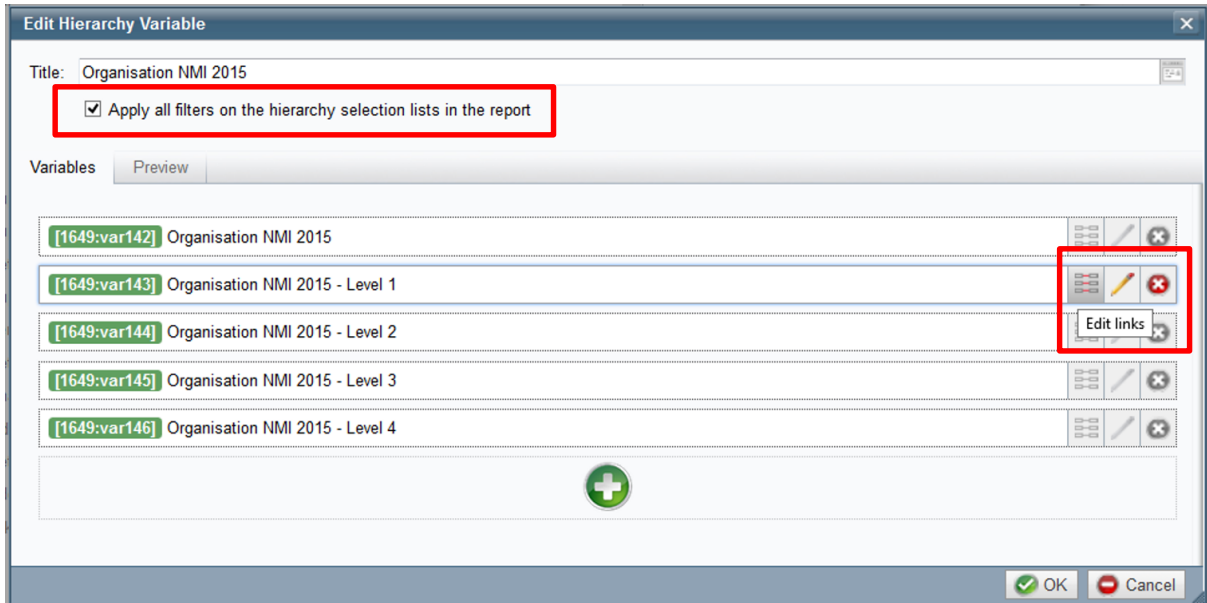 Edit Hierarchy Variable
Title: Organisation NMI 2015
Apply all filters on the hierarchy selection lists in the report
Variables Preview
[1649:var142] Organisation NMI 2015
[1649:var143] Organisation NMI 2015 - Level 1
Edit links
[1649:var144] Organisation NMI 2015 - Level 2
[1649:var145] Organisation NMI 2015 - Level 3
[1649:var146] Organisation NMI 2015 - Level 4
OK Cancel